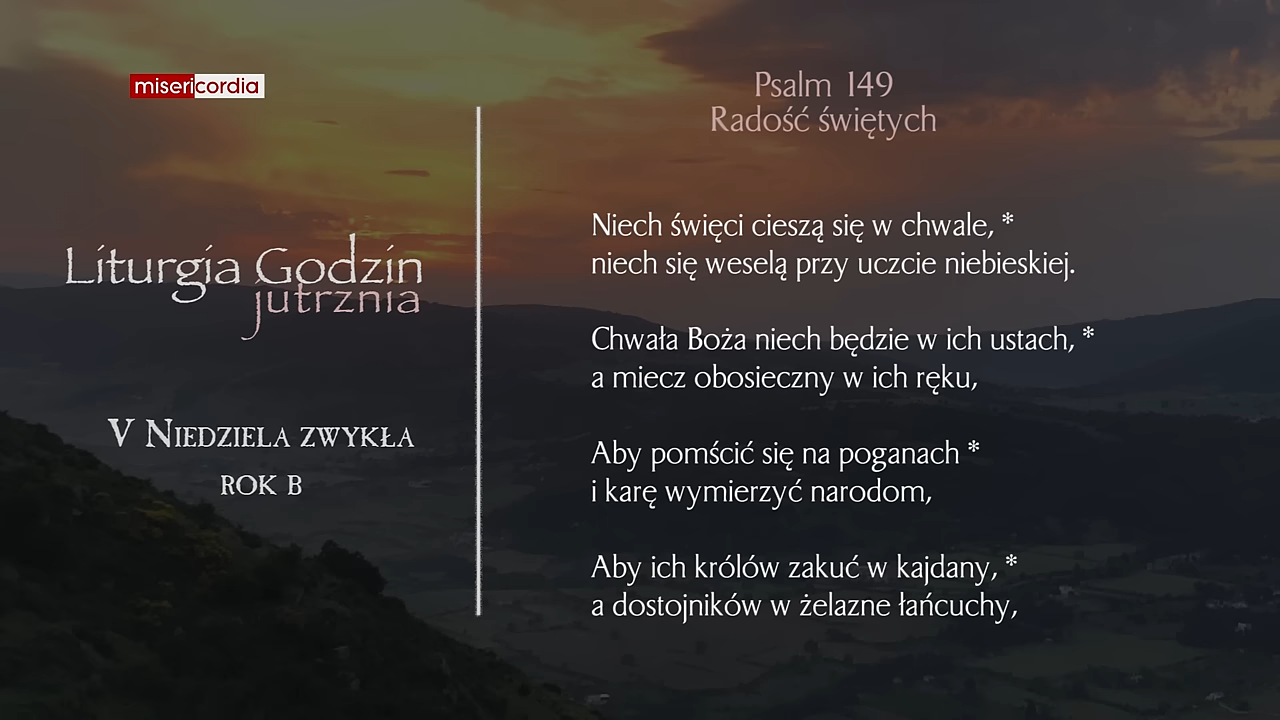 misericordia
Liturgia Godzin
jutrznia
V Niedziela zwykła
rok B
Psalm 149
Radość świętych
Niech święci cieszą się w chwale, *
niech się weselą przy uczcie niebieskiej.
Chwała Boża niech będzie w ich ustach, *
a miecz obosieczny w ich ręku,
Aby pomścić się na poganach *
i karę wymierzyć narodom,
Aby ich królów zakuć w kajdany, *
a dostojników w żelazne łańcuchy,